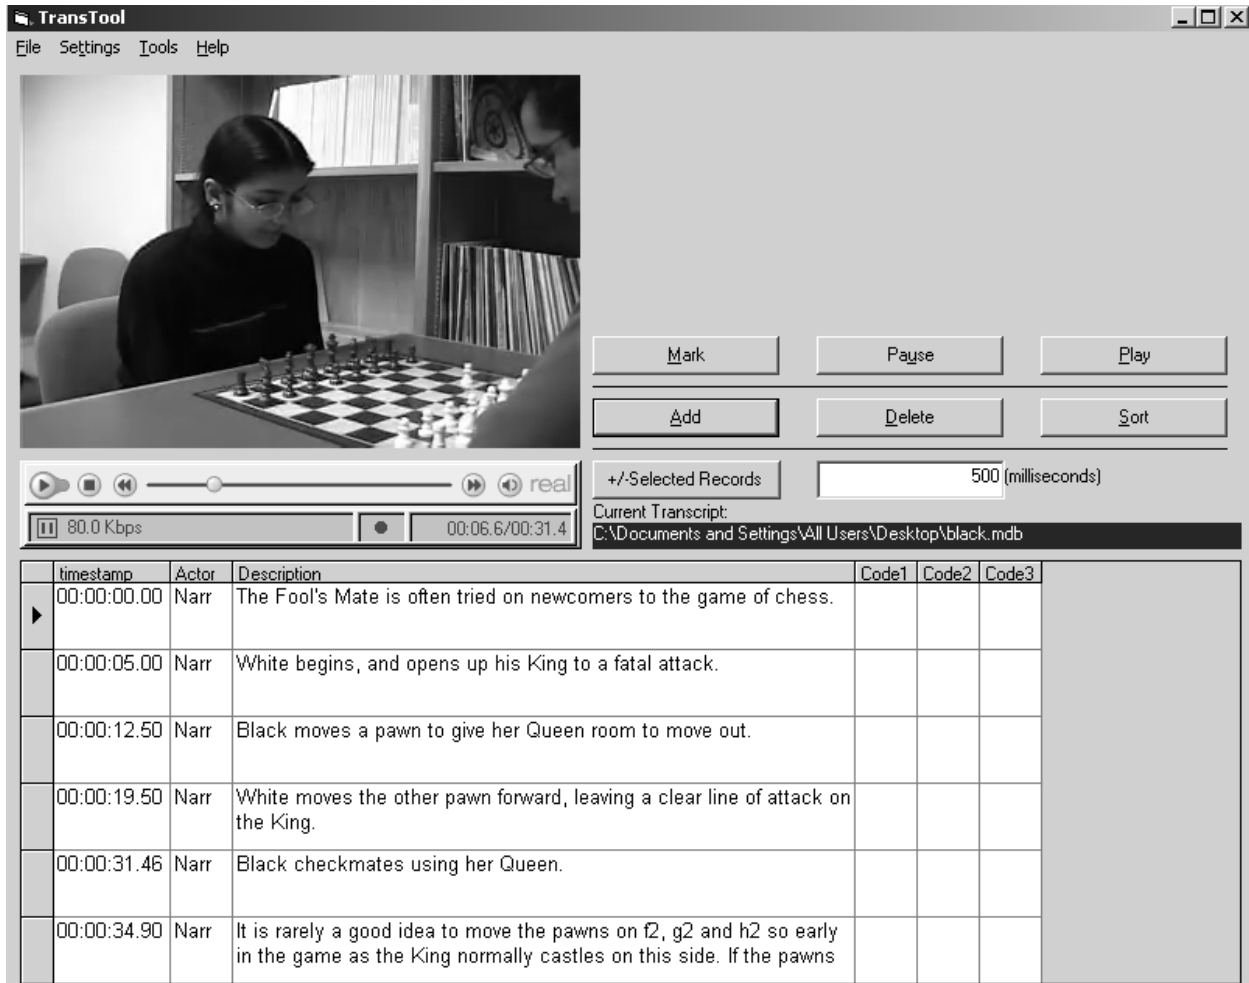 TransTool
File Settings Tools Help
Mark Pause Play
Add Delete Sort
+/-Selected Records 500 (milliseconds)
real
80.0 Kbps 00:06.6/00:31.4
Current Transcript:
C:\Documents and Settings\All Users\Desktop\black.mdb
timestamp Actor Description Code1 Code2 Code3
00:00:00.00 Narr The Fool's Mate is often tried on newcomers to the game of chess.
00:00:05.00 Narr White begins, and opens up his King to a fatal attack.
00:00:12.50 Narr Black moves a pawn to give her Queen room to move out.
00:00:19.50 Narr White moves the other pawn forward, leaving a clear line of attack on
the King.
00:00:31.46 Narr Black checkmates using her Queen.
00:00:34.90 Narr It is rarely a good idea to move the pawns on f2, g2 and h2 so early
in the game as the King normally castles on this side. If the pawns